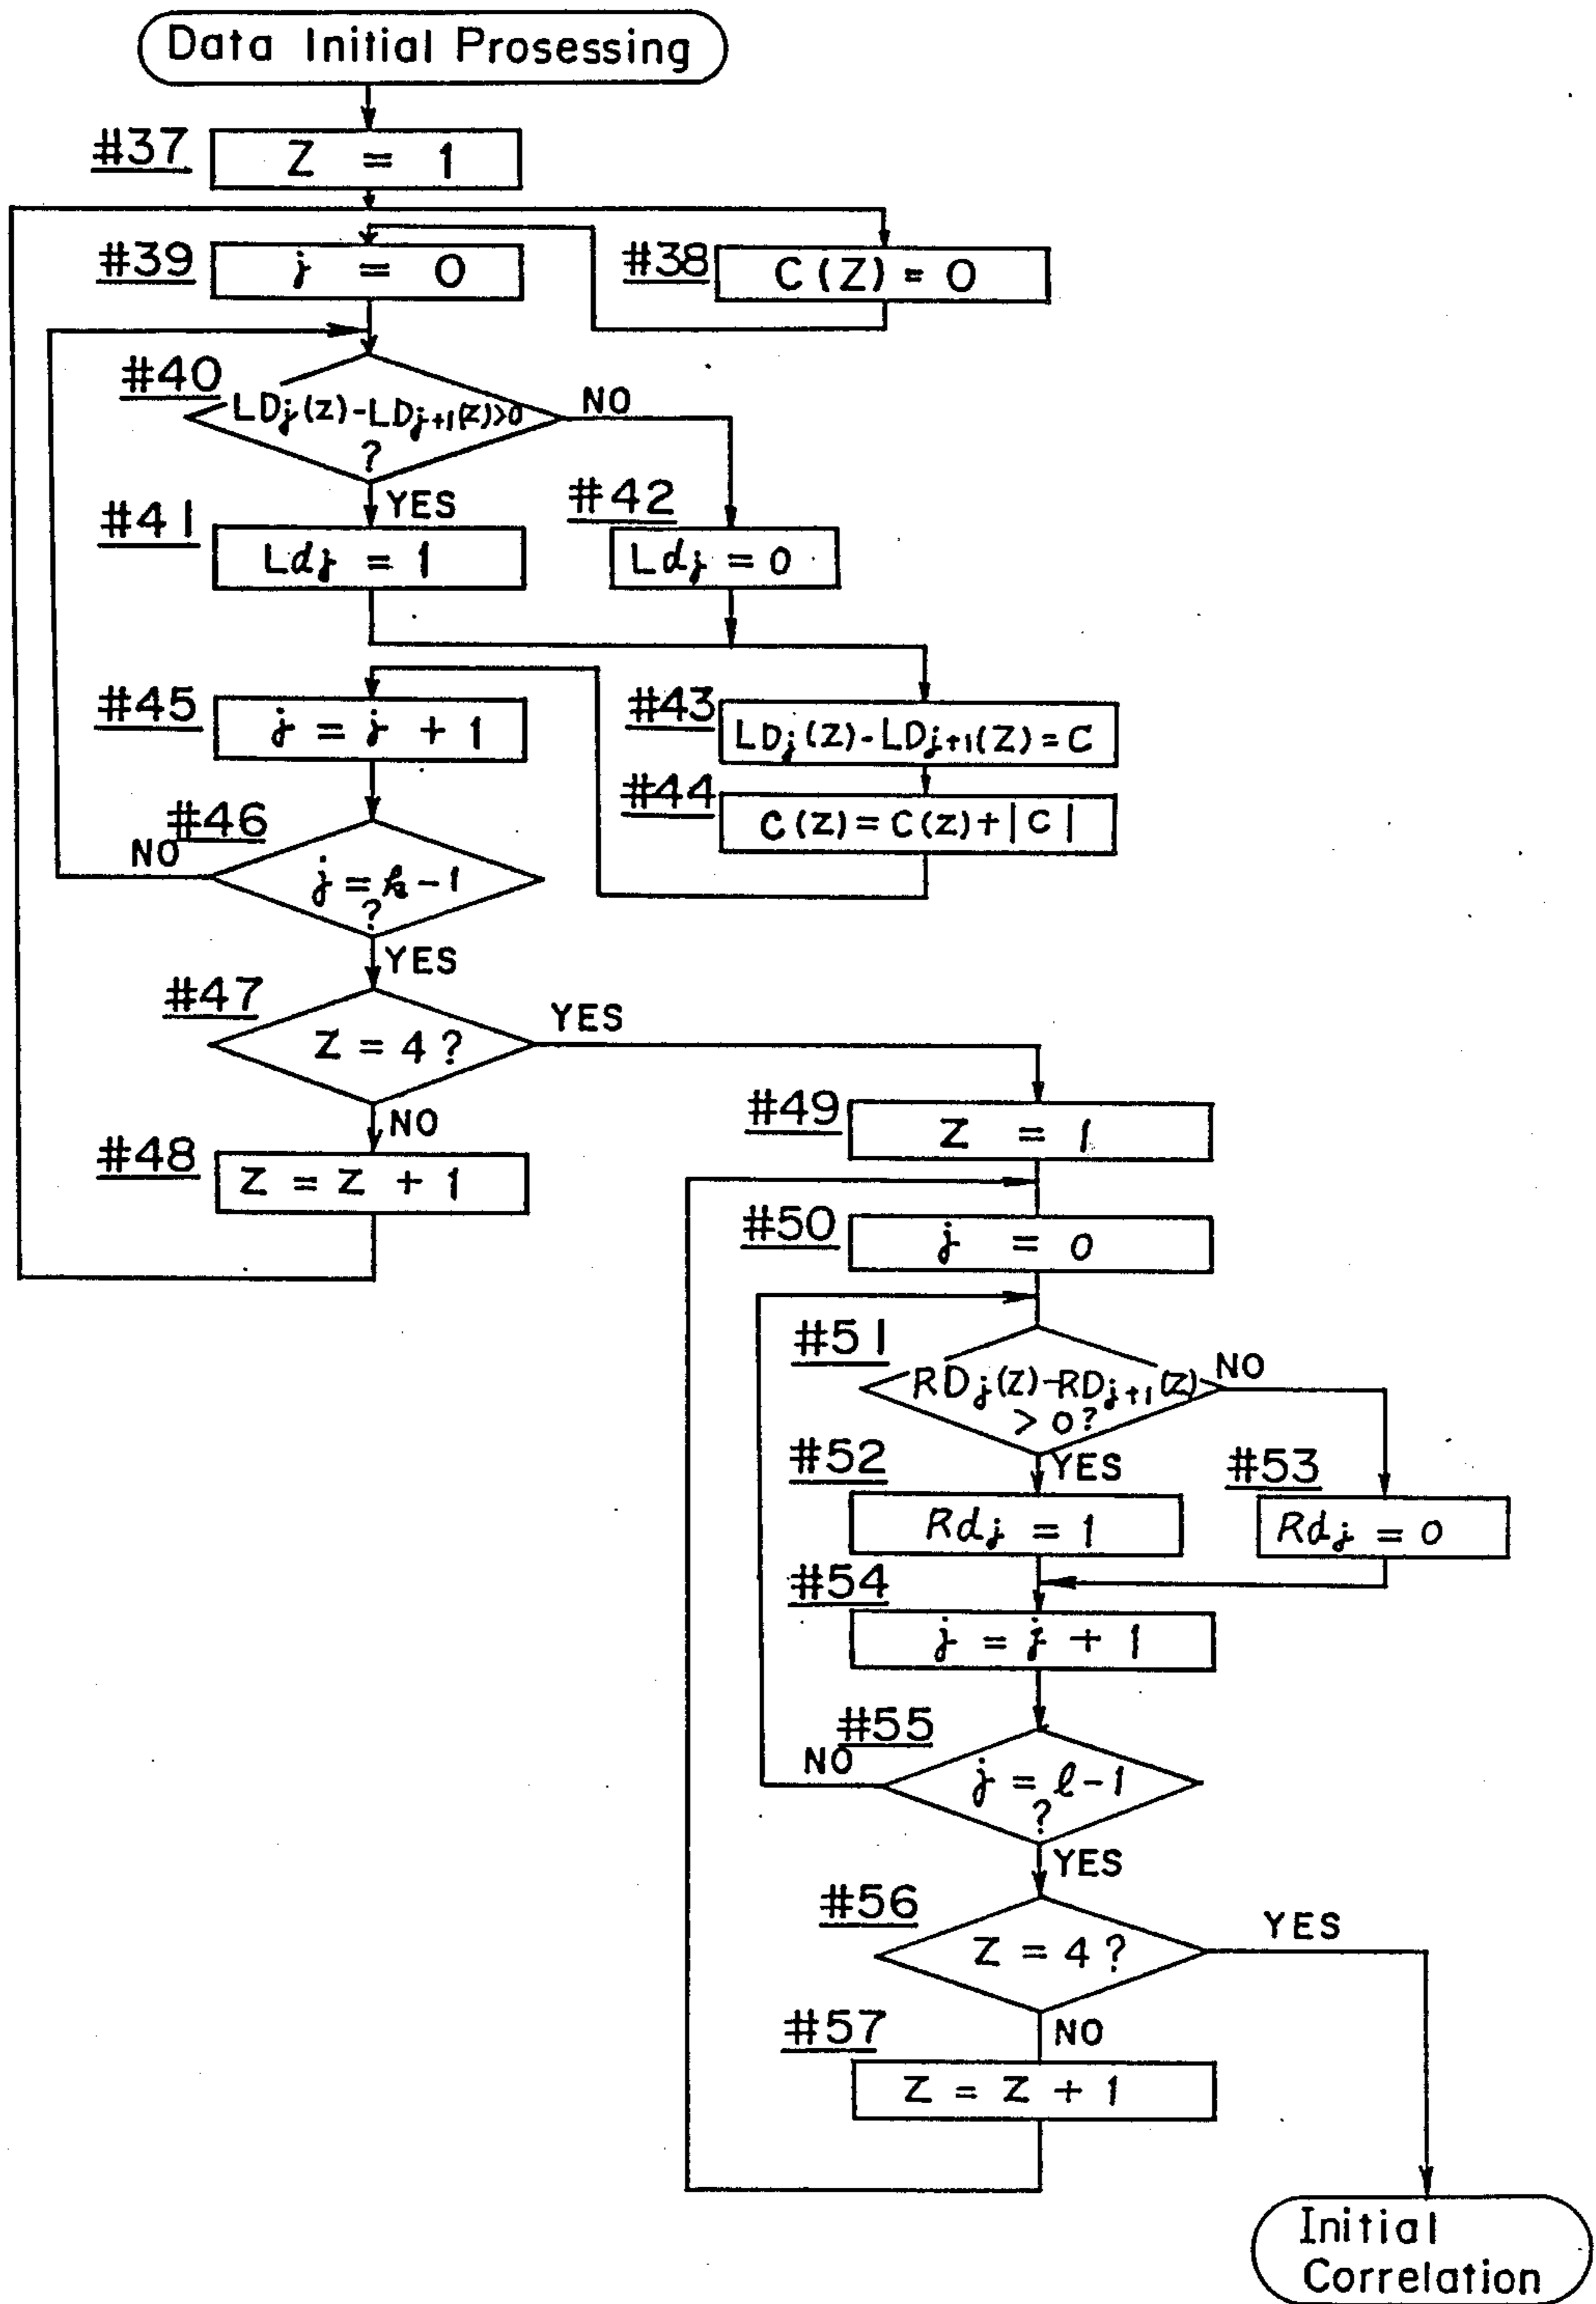 Data Initial Prosessing
#37
Z = 1
#39
j = 0
#38
C(Z) = 0
#40
LDj(Z)-LDj+1(Z)>0
?
NO
YES
#41
Ldj = 1
#42
Ldj = 0
#45
j = j + 1
#43
LDj(Z)-LDj+1(Z)=C
#44
C(Z)=C(Z)+|C|
#46
NO
j = k-1
?
YES
#47
Z = 4 ?
YES
NO
#48
Z = Z + 1
#49
Z = 1
#50
j = 0
#51
RDj(Z)-RDj+1(Z)
> 0 ?
NO
YES
#52
Rdj = 1
#53
Rdj = 0
#54
j = j + 1
#55
NO
j = ℓ-1
?
YES
#56
Z = 4 ?
YES
NO
#57
Z = Z + 1
Initial
Correlation